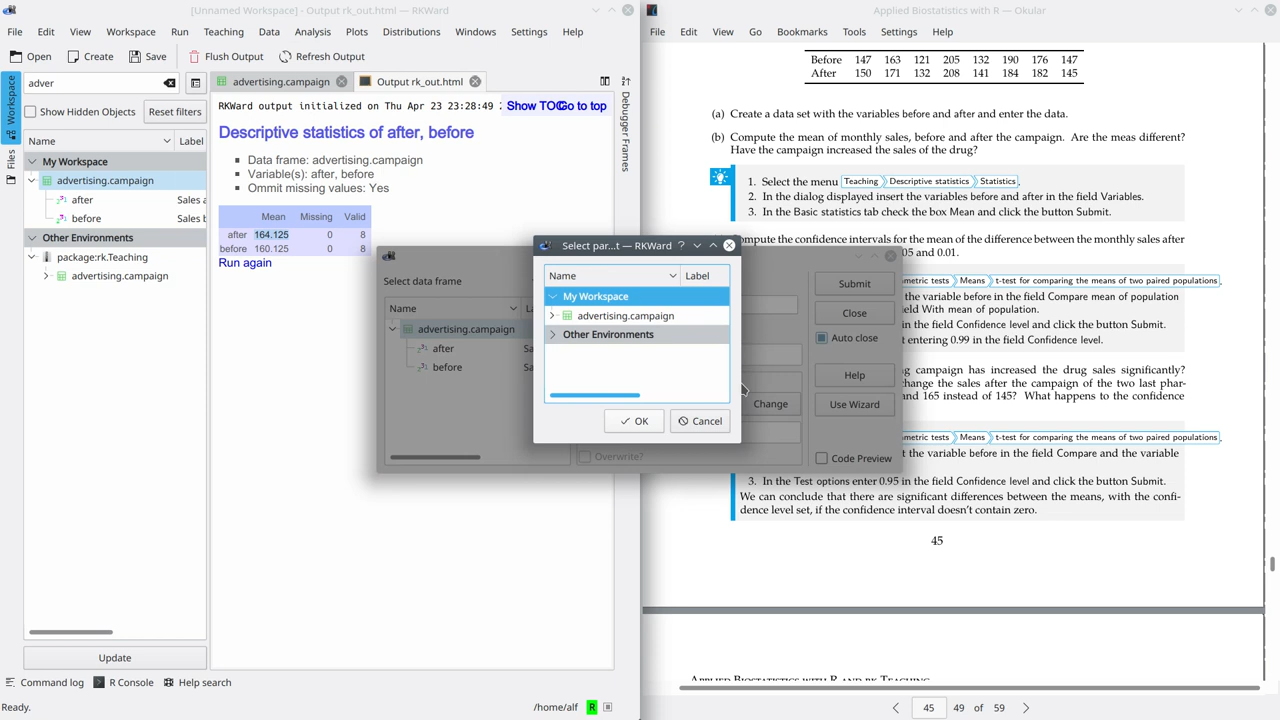 [Unnamed Workspace] - Output rk_out.html — RKWard
File Edit View Workspace Run Teaching Data Analysis Plots Distributions Windows Settings Help
Open Create Save Flush Output Refresh Output
adver
Show Hidden Objects Reset filters
Name Label
My Workspace
advertising.campaign
after Sales
before Sales b
Other Environments
package:rk.Teaching
advertising.campaign
Update
Workspace
Files
advertising.campaign Output rk_out.html
RKWard output initialized on Thu Apr 23 23:28:49
Show TOC Go to top
Descriptive statistics of after, before
Data frame: advertising.campaign
Variable(s): after, before
Ommit missing values: Yes
Mean Missing Valid
after 164.125 0 8
before 160.125 0 8
Run again
Debugger Frames
Select data frame
Name
advertising.campaign
after
before
Overwrite?
Change
Submit
Close
Auto close
Help
Use Wizard
Code Preview
Select par...t — RKWard
Name Label
My Workspace
advertising.campaign
Other Environments
OK Cancel
Command log R Console Help search
Ready. /home/alf R
Applied Biostatistics with R — Okular
File Edit View Go Bookmarks Tools Settings Help
Before 147 163 121 205 132 190 176 147
After 150 171 132 208 141 184 182 145
(a) Create a data set with the variables before and after and enter the data.
(b) Compute the mean of monthly sales, before and after the campaign. Are the meas different?
Have the campaign increased the sales of the drug?
1. Select the menu Teaching Descriptive statistics Statistics.
2. In the dialog displayed insert the variables before and after in the field Variables.
3. In the Basic statistics tab check the box Mean and click the button Submit.
ompute the confidence intervals for the mean of the difference between the monthly sales after
05 and 0.01.
metric tests Means t-test for comparing the means of two paired populations.
the variable before in the field Compare mean of population
eld With mean of population.
in the field Confidence level and click the button Submit.
t entering 0.99 in the field Confidence level.
g campaign has increased the drug sales significantly?
change the sales after the campaign of the two last phar-
and 165 instead of 145? What happens to the confidence
metric tests Means t-test for comparing the means of two paired populations.
t the variable before in the field Compare and the variable
3. In the Test options enter 0.95 in the field Confidence level and click the button Submit.
We can conclude that there are significant differences between the means, with the confi-
dence level set, if the confidence interval doesn't contain zero.
45
Applied Biostatistics with R and rk Teaching
45 49 of 59